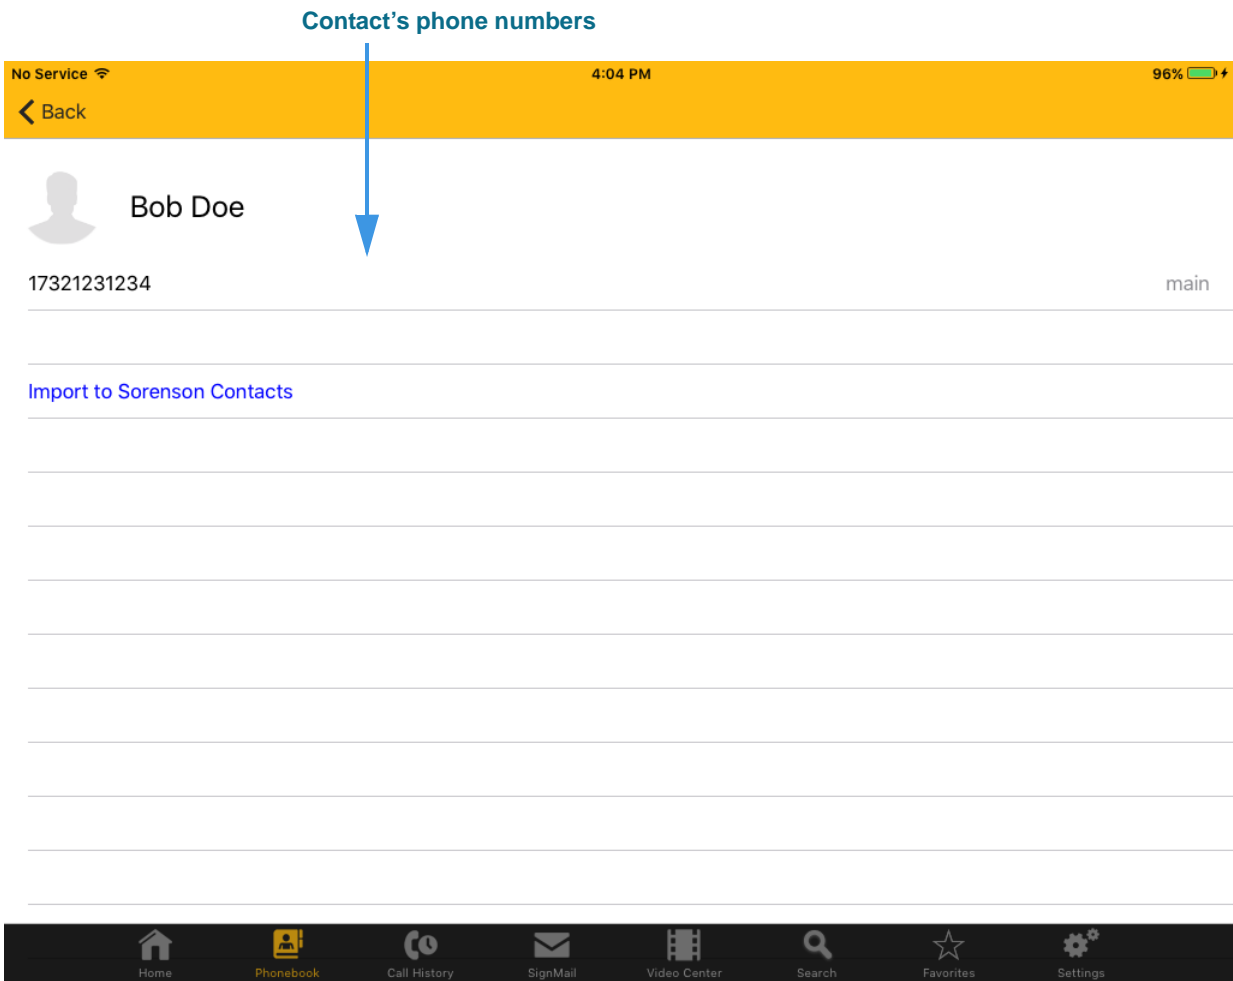 Contact’s phone numbers
No Service 4:04 PM 96%
Back
Bob Doe
17321231234 main
Import to Sorenson Contacts
Home Phonebook Call History SignMail Video Center Search Favorites Settings